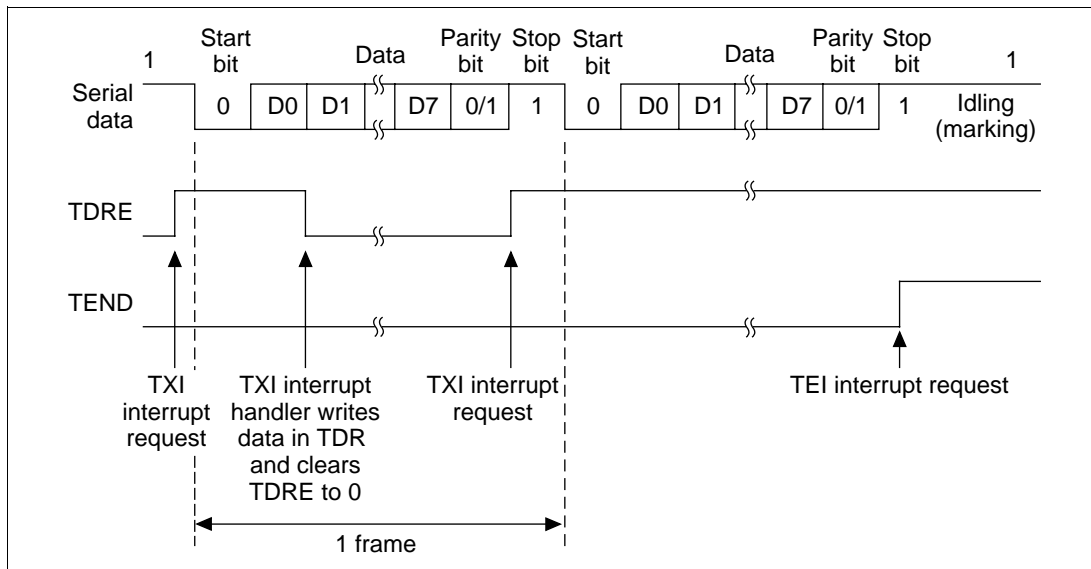 1
Start
bit
Data
Parity
bit
Stop
bit
Start
bit
Data
Parity
bit
Stop
bit
1
Serial
data
0
D0
D1
D7
0/1
1
0
D0
D1
D7
0/1
1
Idling
(marking)
TDRE
TEND
TXI
interrupt
request
TXI interrupt
handler writes
data in TDR
and clears
TDRE to 0
TXI interrupt
request
TEI interrupt request
1 frame